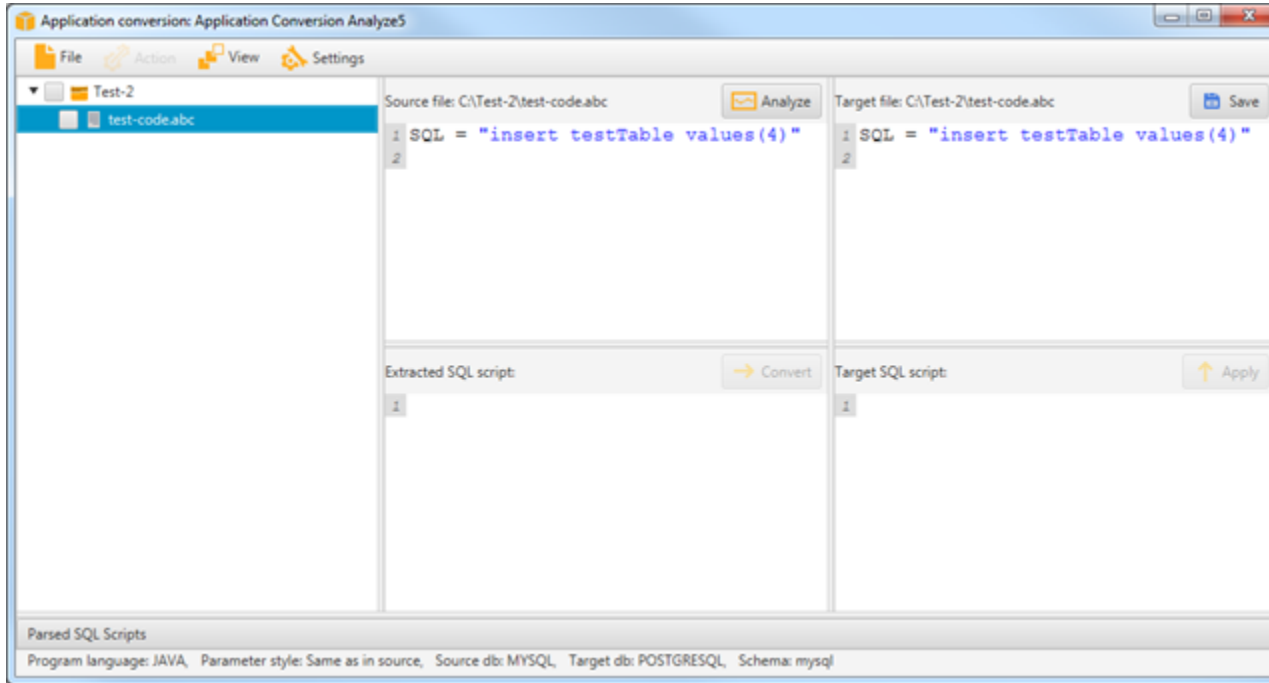 Application conversion: Application Conversion Analyze5
File Action View Settings
Test-2
test-code.abc
Source file: C:\Test-2\test-code.abc Analyze
1 SQL = "insert testTable values(4)"
2
Target file: C:\Test-2\test-code.abc Save
1 SQL = "insert testTable values(4)"
2
Extracted SQL script: Convert
1
Target SQL script: Apply
1
Parsed SQL Scripts
Program language: JAVA, Parameter style: Same as in source, Source db: MYSQL, Target db: POSTGRESQL, Schema: mysql